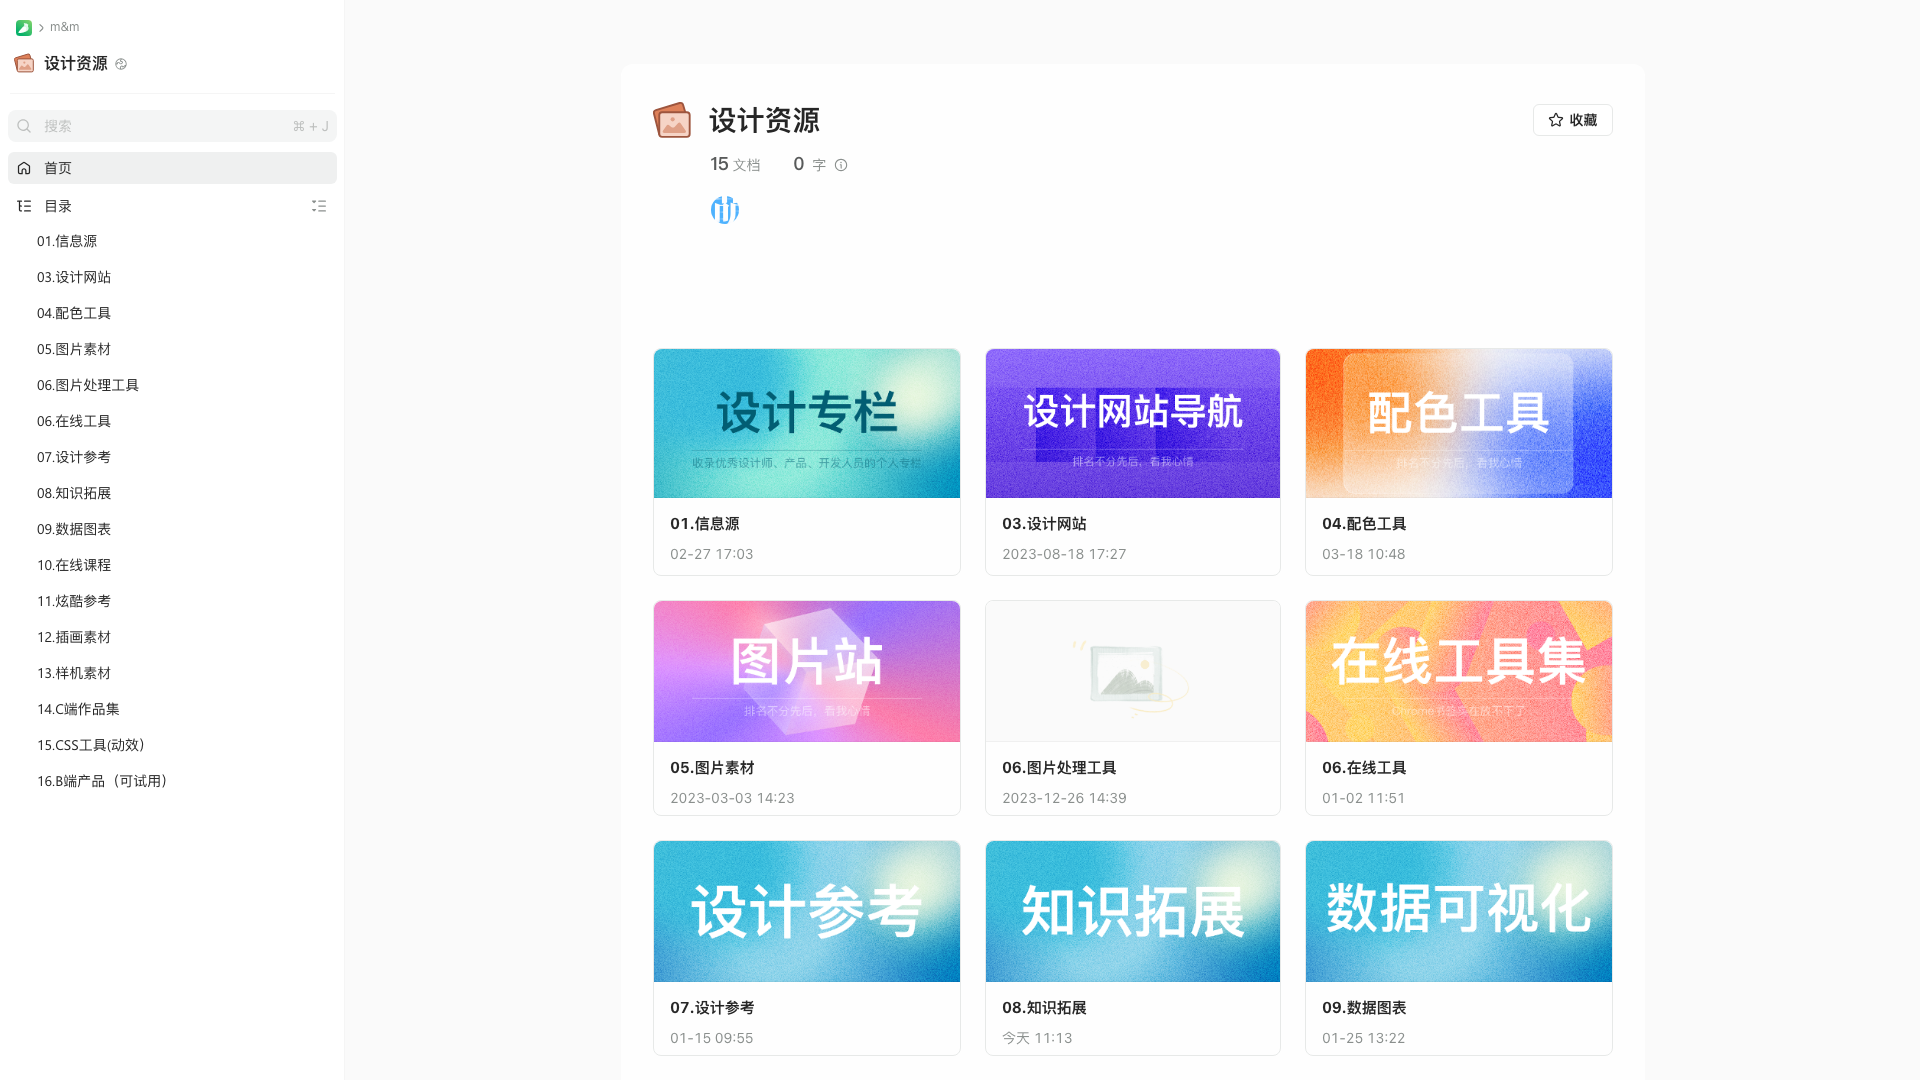 m&m
设计资源
搜索
⌘ + J
首页
目录
01.信息源
03.设计网站
04.配色工具
05.图片素材
06.图片处理工具
06.在线工具
07.设计参考
08.知识拓展
09.数据图表
10.在线课程
11.炫酷参考
12.插画素材
13.样机素材
14.C端作品集
15.CSS工具(动效）
16.B端产品（可试用）
设计资源
收藏
15 文档 0 字
设计专栏
收录优秀设计师、产品、开发人员的个人专栏
01.信息源
02-27 17:03
设计网站导航
排名不分先后，看我心情
03.设计网站
2023-08-18 17:27
配色工具
排名不分先后，看我心情
04.配色工具
03-18 10:48
图片站
排名不分先后，看我心情
05.图片素材
2023-03-03 14:23
06.图片处理工具
2023-12-26 14:39
在线工具集
Chrome书签实在放不下了
06.在线工具
01-02 11:51
设计参考
07.设计参考
01-15 09:55
知识拓展
08.知识拓展
今天 11:13
数据可视化
09.数据图表
01-25 13:22